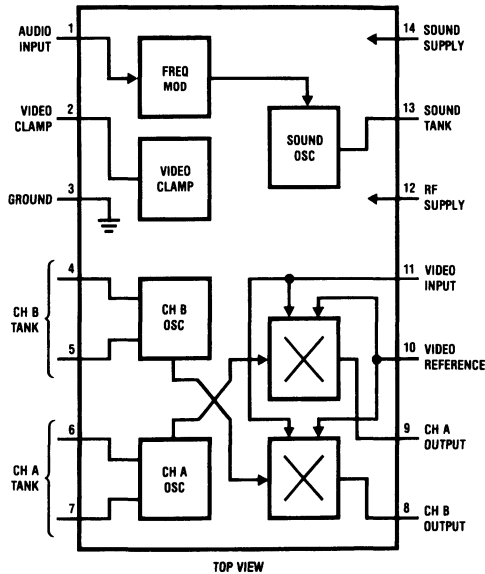 1
AUDIO
INPUT
FREQ
MOD
14
SOUND
SUPPLY
2
VIDEO
CLAMP
VIDEO
CLAMP
SOUND
OSC
13
SOUND
TANK
3
GROUND
12
RF
SUPPLY
4
CH B
TANK
5
CH B
OSC
11
VIDEO
INPUT
10
VIDEO
REFERENCE
6
CH A
TANK
7
CH A
OSC
9
CH A
OUTPUT
8
CH B
OUTPUT
TOP VIEW